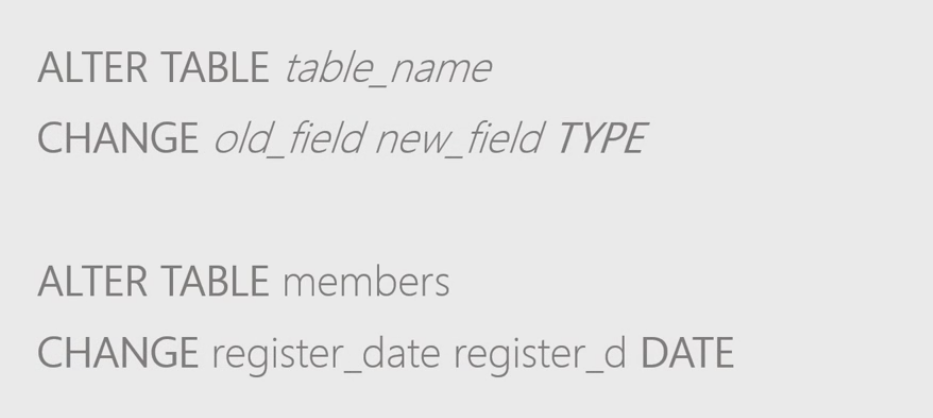 ALTER TABLE table_name
CHANGE old_field new_field TYPE
ALTER TABLE members
CHANGE register_date register_d DATE